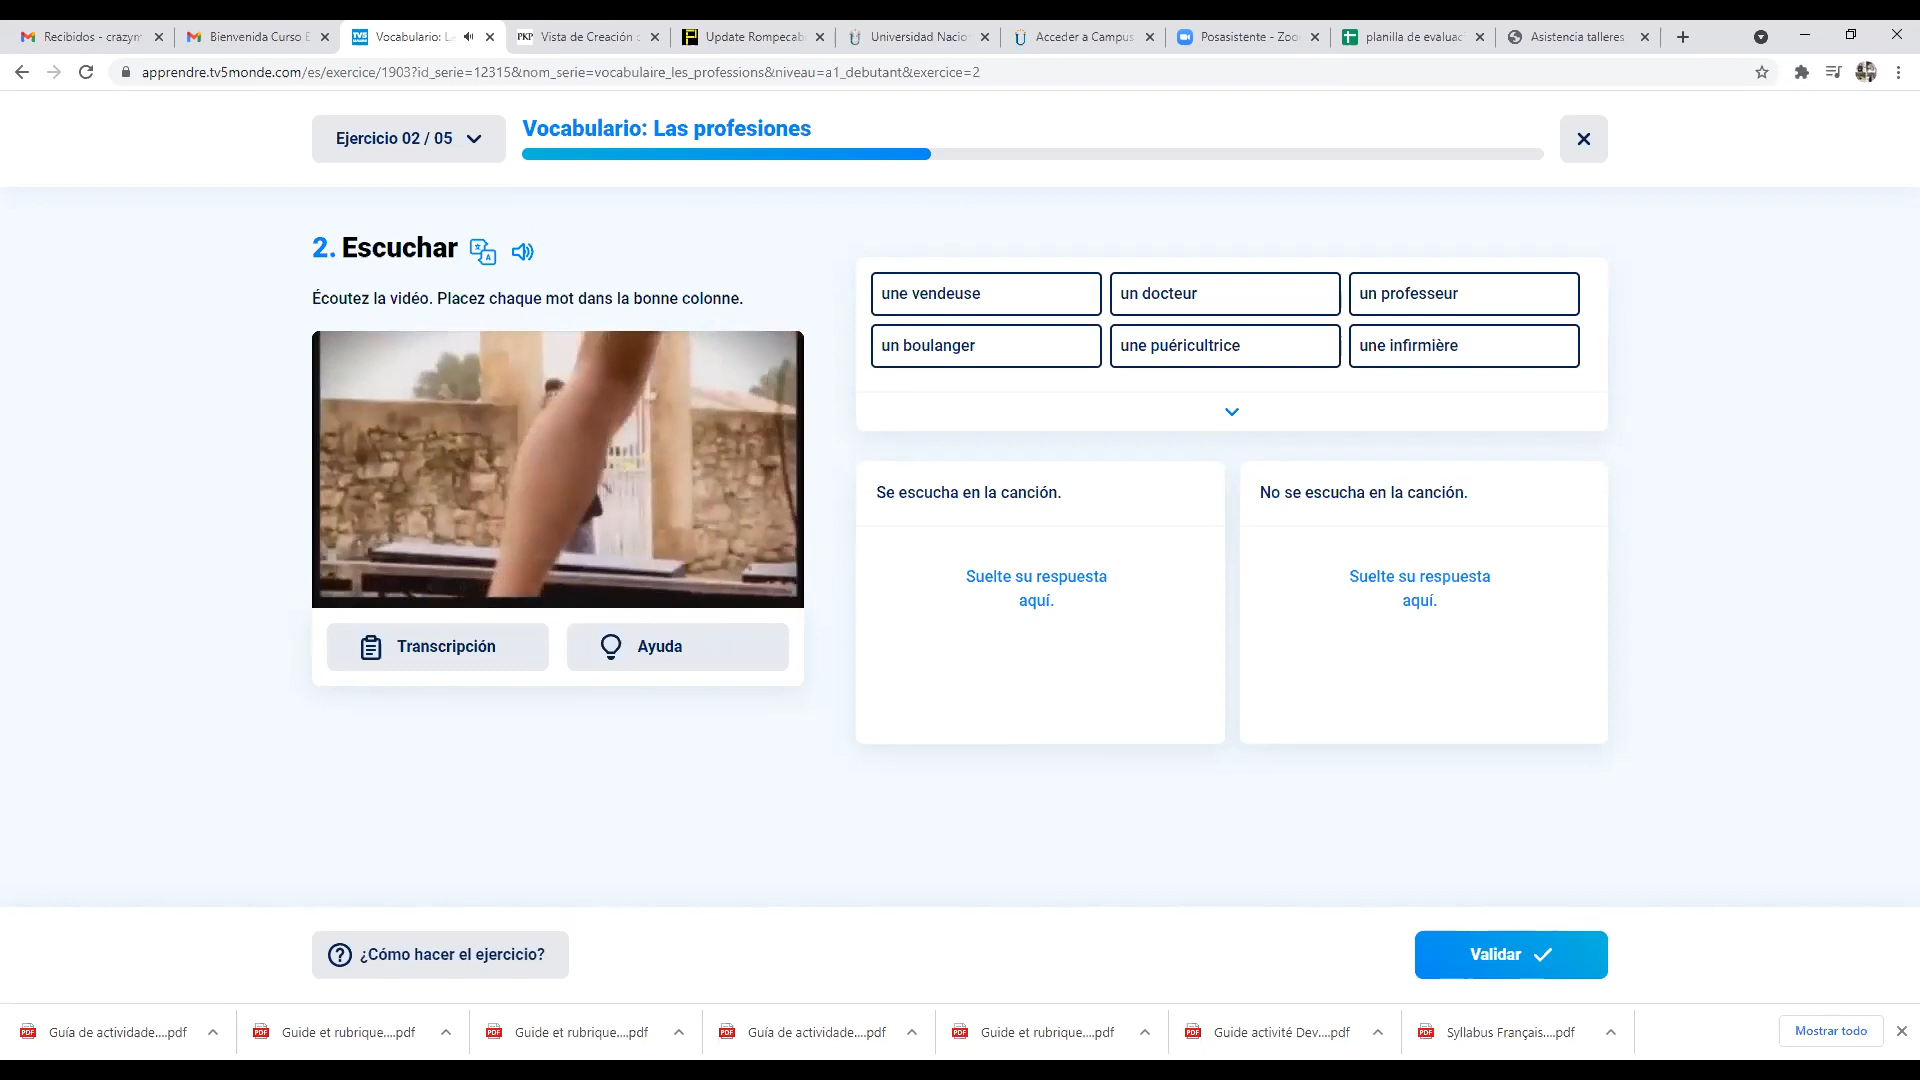 Recibidos - crazym
Bienvenida Curso E
TV5
Vocabulario: L
PKP
Vista de Creación
Update Rompecab
Universidad Nacio
Acceder a Campus
Posasistente - Zoo
planilla de evaluac
Asistencia talleres
apprendre.tv5monde.com/es/exercice/1903?id_serie=12315&nom_serie=vocabulaire_les_professions&niveau=a1_debutant&exercice=2
Ejercicio 02 / 05
Vocabulario: Las profesiones
2. Escuchar
Écoutez la vidéo. Placez chaque mot dans la bonne colonne.
Transcripción
Ayuda
une vendeuse
un docteur
un professeur
un boulanger
une puéricultrice
une infirmière
Se escucha en la canción.
Suelte su respuesta
aquí.
No se escucha en la canción.
Suelte su respuesta
aquí.
¿Cómo hacer el ejercicio?
Validar
Guía de actividade....pdf
Guide et rubrique....pdf
Guide et rubrique....pdf
Guía de actividade....pdf
Guide et rubrique....pdf
Guide activité Dev....pdf
Syllabus Français....pdf
Mostrar todo